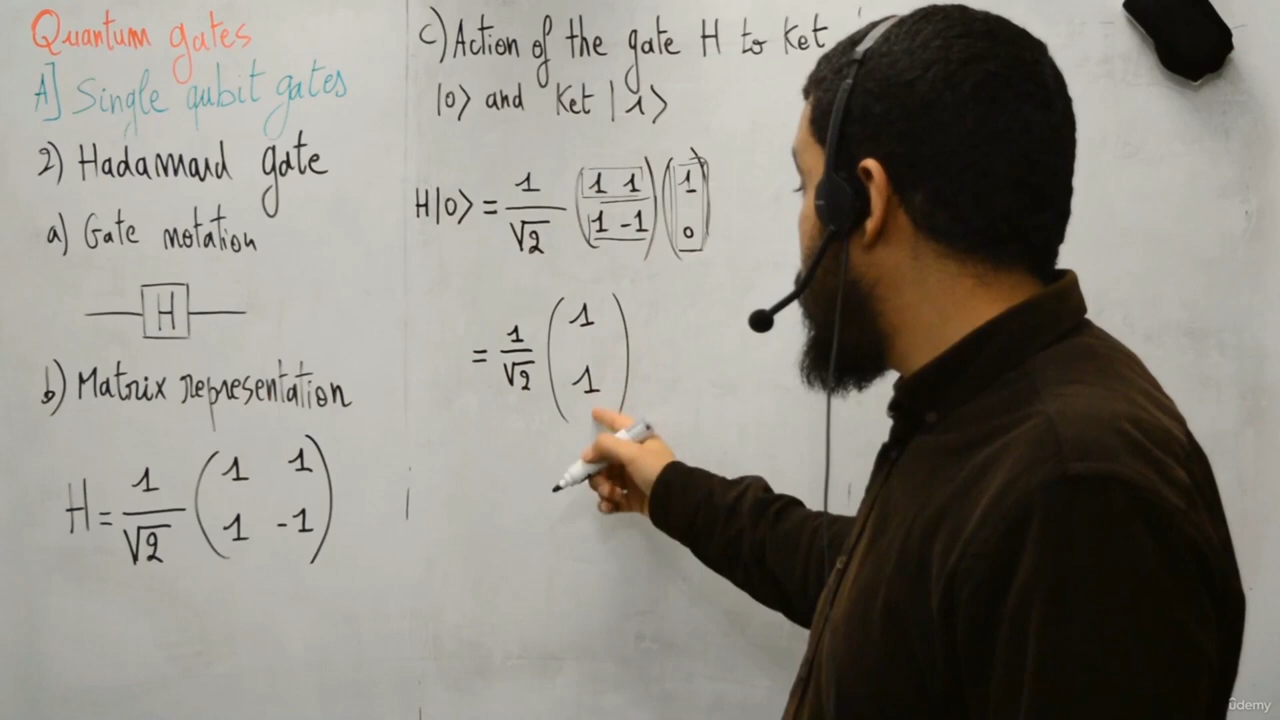 Quantum gates
A] Single qubit gates
2) Hadamard gate
a) Gate notation
H
b) Matrix representation
H = 1/√2 (1 1
1 -1)
c) Action of the gate H to ket
|0⟩ and ket |1⟩
H|0⟩ = 1/√2 (1 1
1 -1) (1
0)
= 1/√2 (1
1)
ûdemy